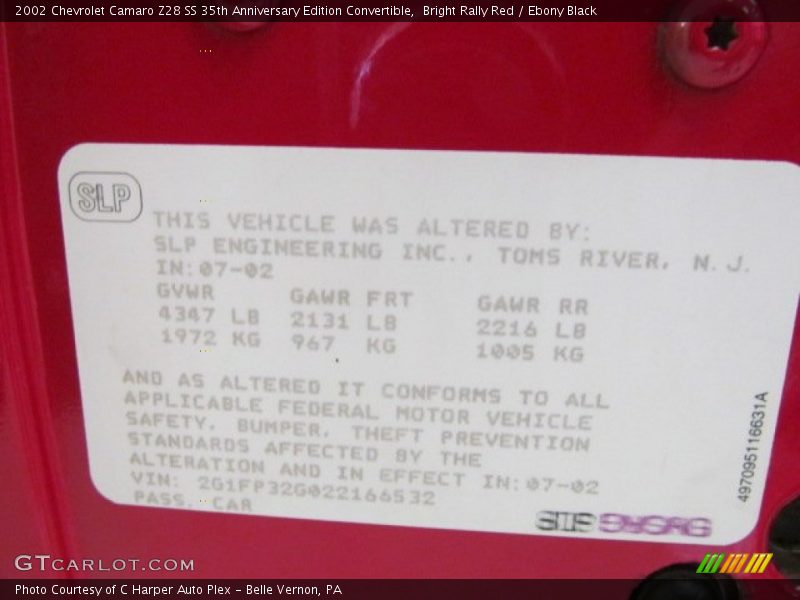 2002 Chevrolet Camaro Z28 SS 35th Anniversary Edition Convertible,  Bright Rally Red / Ebony Black
SLP
THIS VEHICLE WAS ALTERED BY:
SLP ENGINEERING INC., TOMS RIVER, N.J.
IN:07-02
GVWR GAWR FRT GAWR RR
4347 LB 2131 LB 2216 LB
1972 KG 967 KG 1005 KG
AND AS ALTERED IT CONFORMS TO ALL
APPLICABLE FEDERAL MOTOR VEHICLE
SAFETY, BUMPER, THEFT PREVENTION
STANDARDS AFFECTED BY THE
ALTERATION AND IN EFFECT IN:07-02
VIN: 2G1FP32G022166532
PASS. CAR
497095116631A
GTCARLOT.COM
Photo Courtesy of C Harper Auto Plex - Belle Vernon, PA